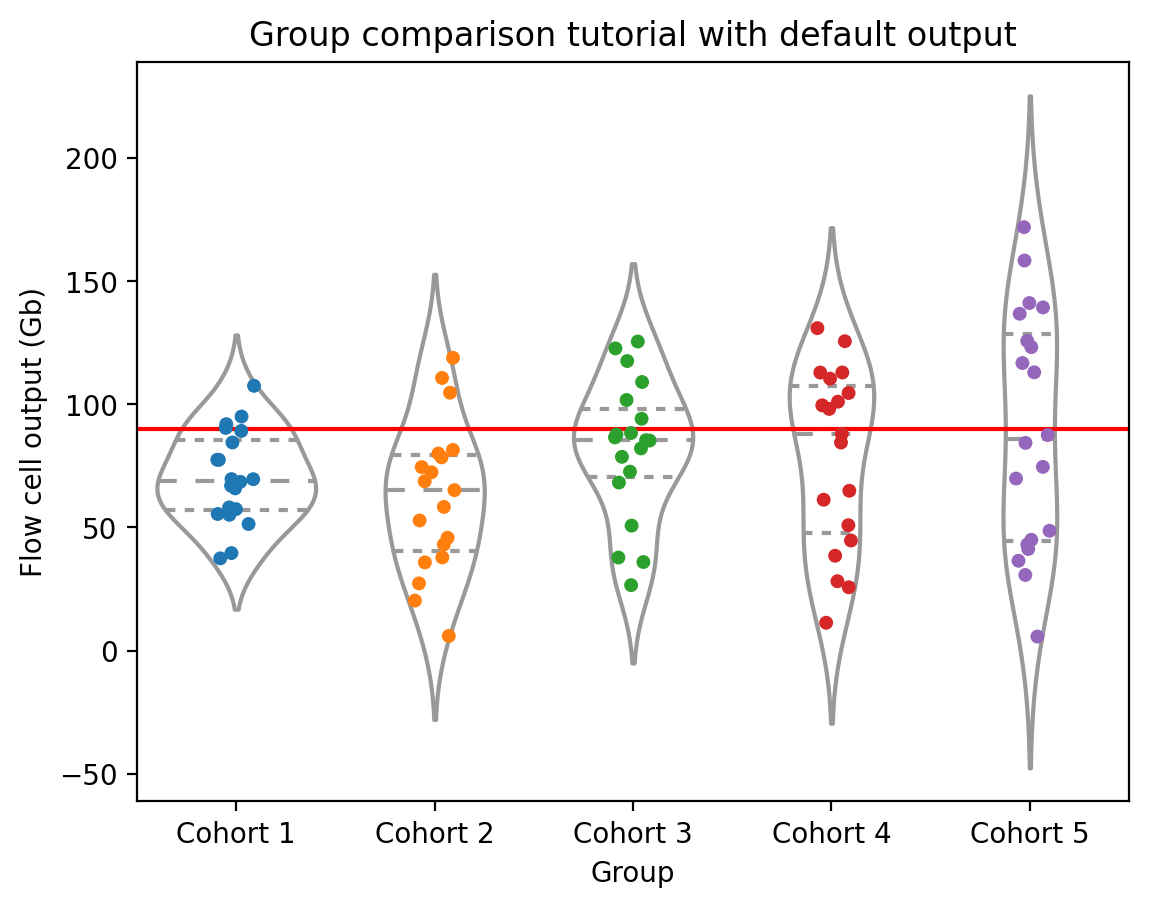 Group comparison tutorial with default output
Flow cell output (Gb)
200
150
100
50
0
−50
Cohort 1
Cohort 2
Cohort 3
Cohort 4
Cohort 5
Group